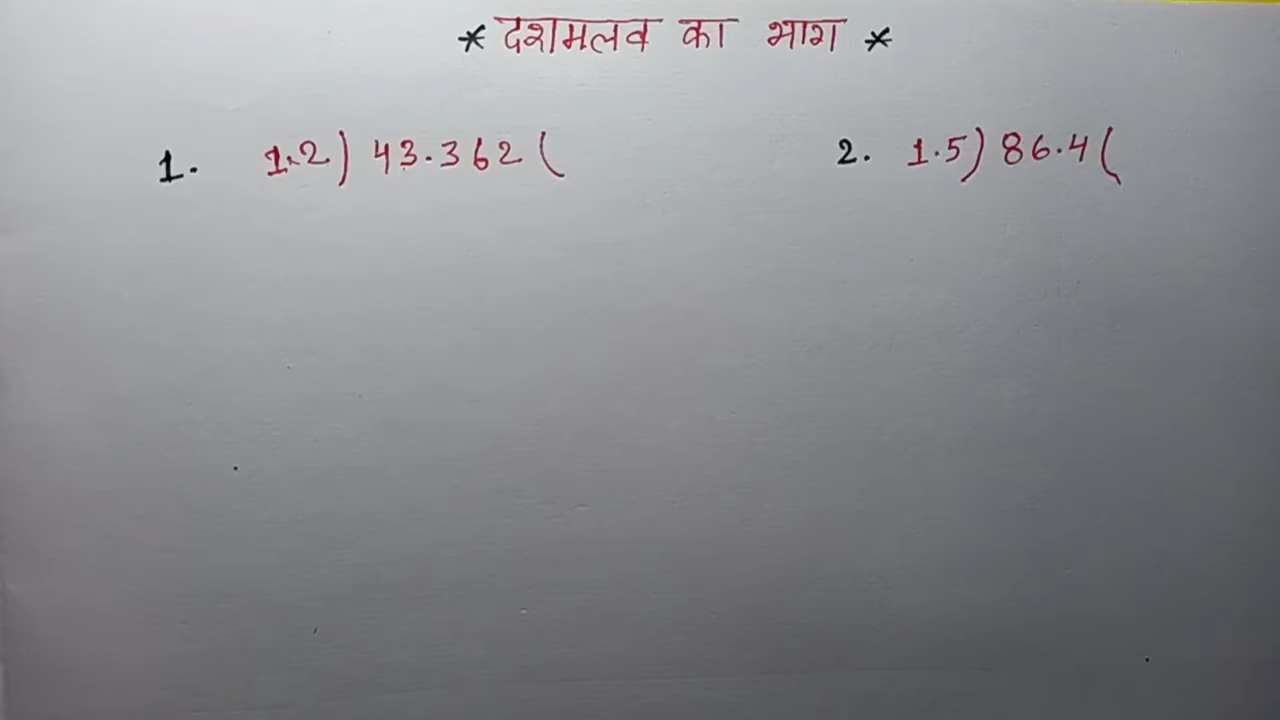 * दशमलव का भाग *
1. 1.2) 43.362 (
2. 1.5) 86.4 (